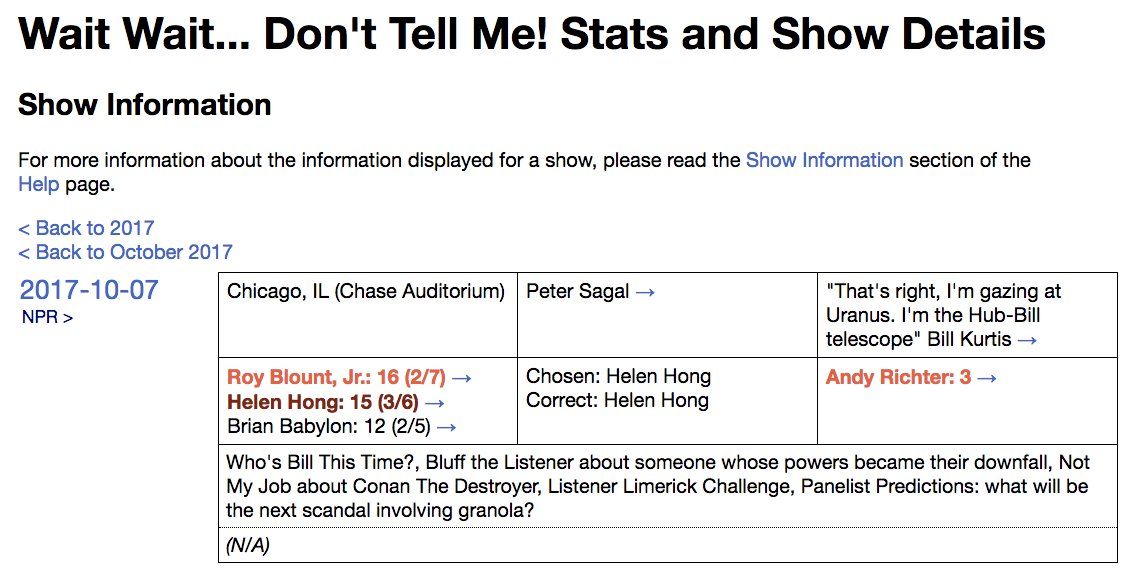 Wait Wait... Don't Tell Me! Stats and Show Details
Show Information
For more information about the information displayed for a show, please read the Show Information section of the
Help page.
< Back to 2017
< Back to October 2017
2017-10-07
NPR >
Chicago, IL (Chase Auditorium)
Peter Sagal →
"That's right, I'm gazing at
Uranus. I'm the Hub-Bill
telescope" Bill Kurtis →
Roy Blount, Jr.: 16 (2/7) →
Helen Hong: 15 (3/6) →
Brian Babylon: 12 (2/5) →
Chosen: Helen Hong
Correct: Helen Hong
Andy Richter: 3 →
Who's Bill This Time?, Bluff the Listener about someone whose powers became their downfall, Not
My Job about Conan The Destroyer, Listener Limerick Challenge, Panelist Predictions: what will be
the next scandal involving granola?
(N/A)